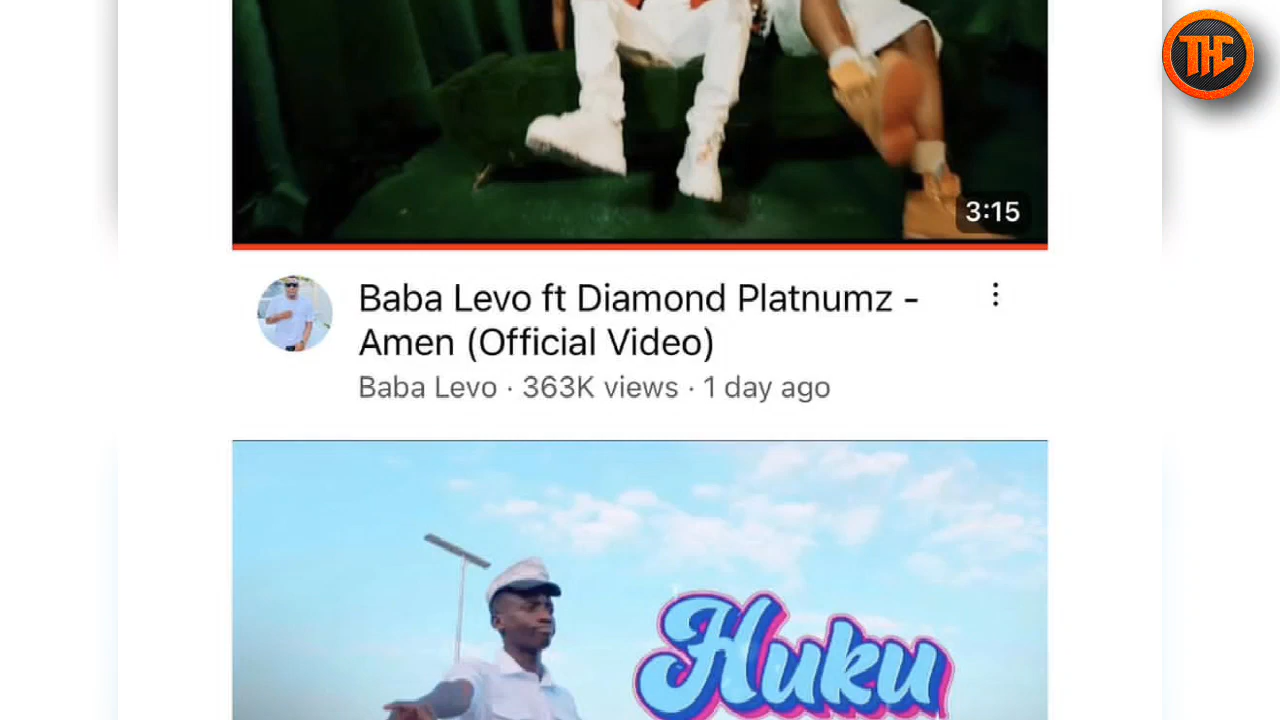 THC
3:15
Baba Levo ft Diamond Platnumz -
Amen (Official Video)
Baba Levo · 363K views · 1 day ago
Huku